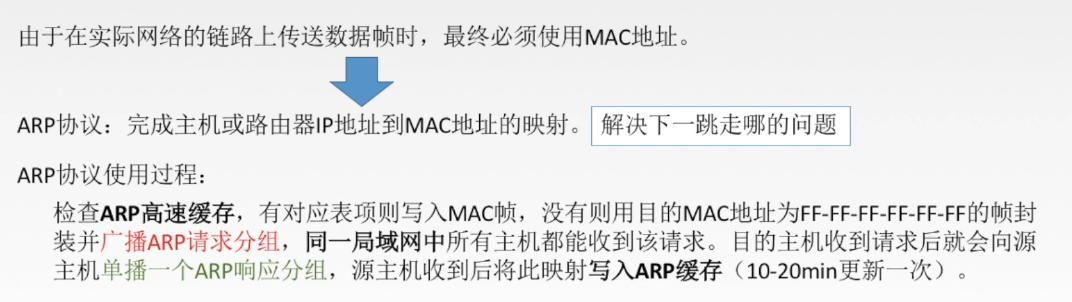 由于在实际网络的链路上传送数据帧时，最终必须使用MAC地址。
ARP协议：完成主机或路由器IP地址到MAC地址的映射。 解决下一跳走哪的问题
ARP协议使用过程：
检查ARP高速缓存，有对应表项则写入MAC帧，没有则用目的MAC地址为FF-FF-FF-FF-FF-FF的帧封
装并广播ARP请求分组，同一局域网中所有主机都能收到该请求。目的主机收到请求后就会向源
主机单播一个ARP响应分组，源主机收到后将此映射写入ARP缓存（10-20min更新一次）。